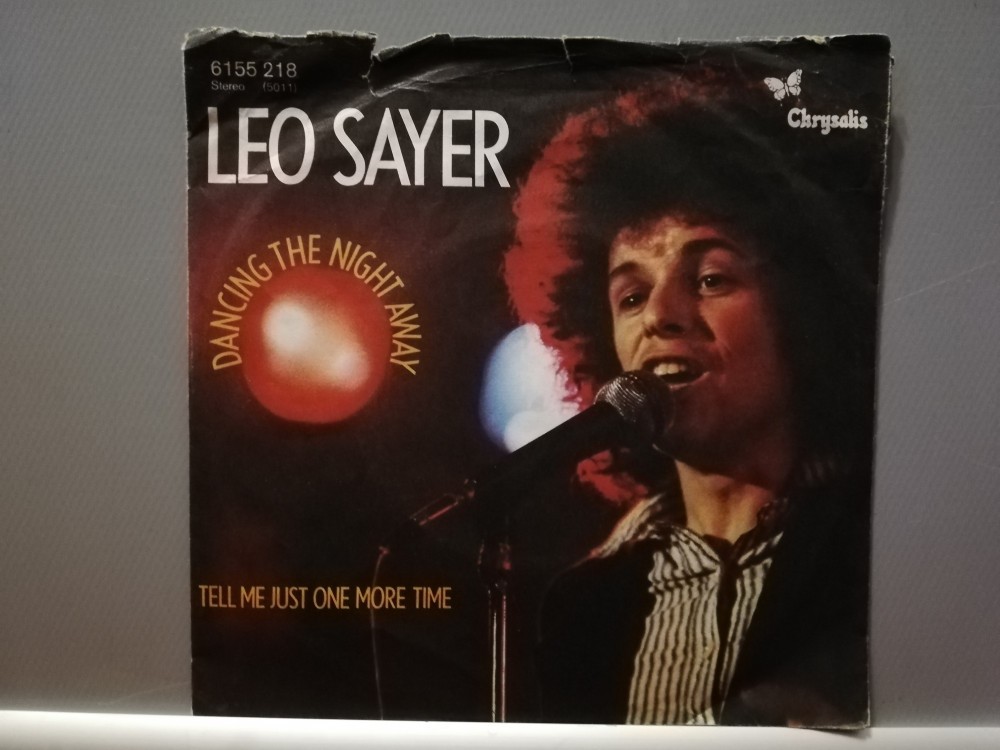 6155 218
Stereo (5011)
LEO SAYER
Chrysalis
DANCING THE NIGHT AWAY
TELL ME JUST ONE MORE TIME